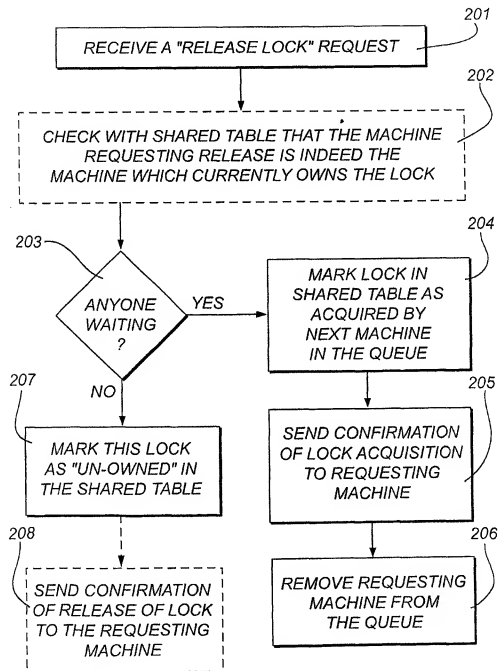 201
RECEIVE A "RELEASE LOCK" REQUEST
202
CHECK WITH SHARED TABLE THAT THE MACHINE
REQUESTING RELEASE IS INDEED THE
MACHINE WHICH CURRENTLY OWNS THE LOCK
203
ANYONE
WAITING
?
YES
NO
204
MARK LOCK IN
SHARED TABLE AS
ACQUIRED BY
NEXT MACHINE
IN THE QUEUE
205
SEND CONFIRMATION
OF LOCK ACQUISITION
TO REQUESTING
MACHINE
206
REMOVE REQUESTING
MACHINE FROM
THE QUEUE
207
MARK THIS LOCK
AS "UN-OWNED" IN
THE SHARED TABLE
208
SEND CONFIRMATION
OF RELEASE OF LOCK
TO THE REQUESTING
MACHINE